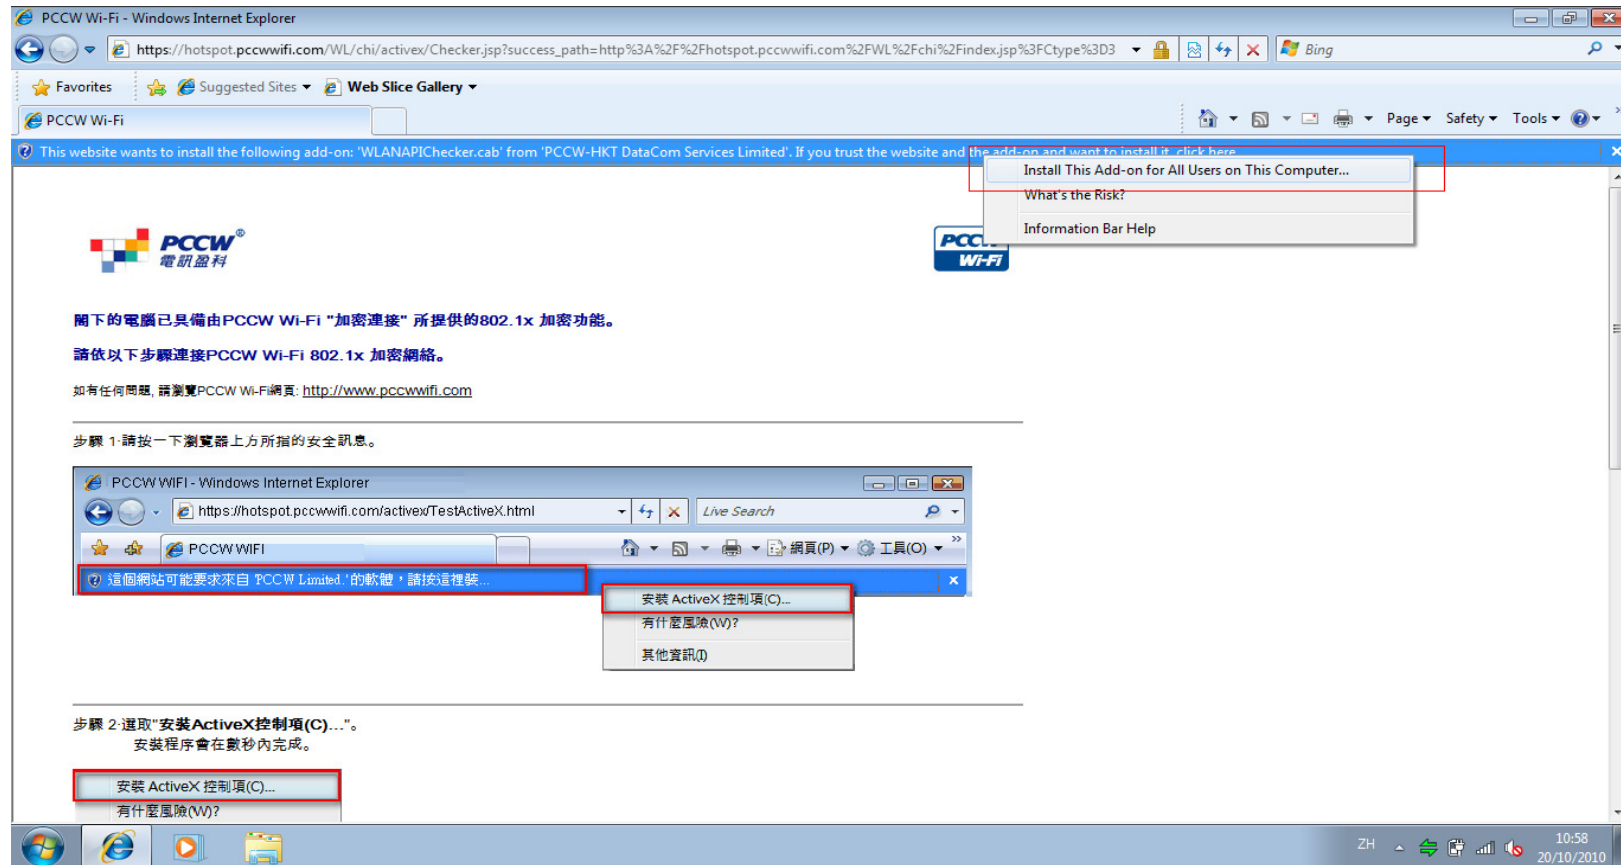 PCCW Wi-Fi - Windows Internet Explorer
https://hotspot.pccwwifi.com/WL/chi/activex/Checker.jsp?success_path=http%3A%2F%2Fhotspot.pccwwifi.com%2FWL%2Fchi%2Findex.jsp%3FCtype%3D3
Bing
Favorites Suggested Sites Web Slice Gallery
PCCW Wi-Fi
Page Safety Tools
This website wants to install the following add-on: 'WLANAPIChecker.cab' from 'PCCW-HKT DataCom Services Limited'. If you trust the website and the add-on and want to install it, click here...
Install This Add-on for All Users on This Computer...
What's the Risk?
Information Bar Help
PCCW®
電訊盈科
PCCW
Wi-Fi
閣下的電腦已具備由PCCW Wi-Fi "加密連接" 所提供的802.1x 加密功能。
請依以下步驟連接PCCW Wi-Fi 802.1x 加密網絡。
如有任何問題, 請瀏覽PCCW Wi-Fi網頁: http://www.pccwwifi.com
步驟 1·請按一下瀏覽器上方所指的安全訊息。
PCCW WIFI - Windows Internet Explorer
https://hotspot.pccwwifi.com/activex/TestActiveX.html
Live Search
PCCW WIFI
網頁(P) 工具(O)
這個網站可能要求來自 'PCCW Limited.'的軟體，請按這裡裝...
安裝 ActiveX 控制項(C)...
有什麼風險(W)?
其他資訊(I)
步驟 2·選取"安裝ActiveX控制項(C)..."。
安裝程序會在數秒內完成。
安裝 ActiveX 控制項(C)...
有什麼風險(W)?
ZH
10:58
20/10/2010